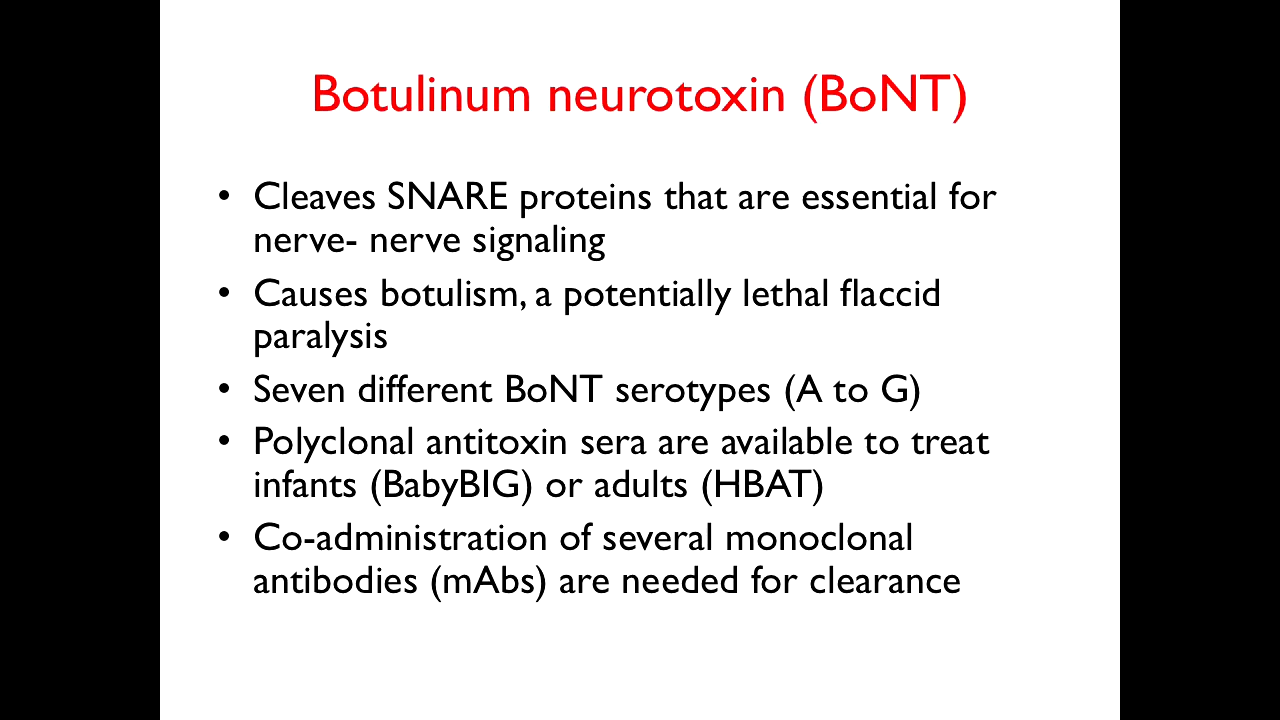 Botulinum neurotoxin (BoNT)
• Cleaves SNARE proteins that are essential for
nerve- nerve signaling
• Causes botulism, a potentially lethal flaccid
paralysis
• Seven different BoNT serotypes (A to G)
• Polyclonal antitoxin sera are available to treat
infants (BabyBIG) or adults (HBAT)
• Co-administration of several monoclonal
antibodies (mAbs) are needed for clearance